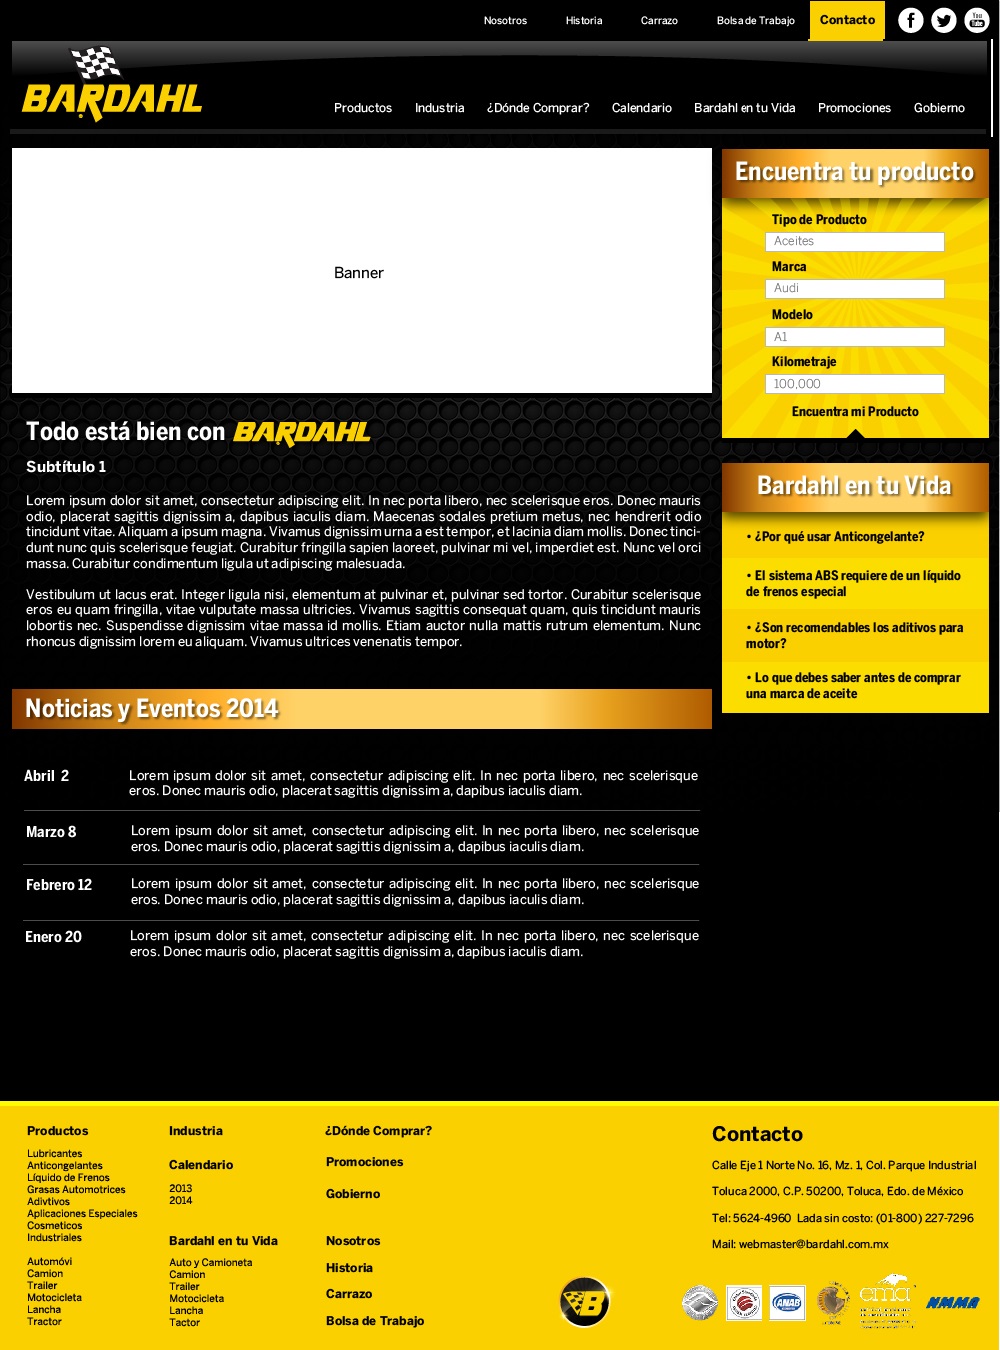 Nosotros Historia Carrazo Bolsa de Trabajo Contacto
You
Tube
BARDAHL
Productos Industria ¿Dónde Comprar? Calendario Bardahl en tu Vida Promociones Gobierno
Banner
Encuentra tu producto
Tipo de Producto
Aceites
Marca
Audi
Modelo
A1
Kilometraje
100,000
Encuentra mi Producto
Todo está bien con BARDAHL
Subtítulo 1
Lorem ipsum dolor sit amet, consectetur adipiscing elit. In nec porta libero, nec scelerisque eros. Donec mauris
odio, placerat sagittis dignissim a, dapibus iaculis diam. Maecenas sodales pretium metus, nec hendrerit odio
tincidunt vitae. Aliquam a ipsum magna. Vivamus dignissim urna a est tempor, et lacinia diam mollis. Donec tinci-
dunt nunc quis scelerisque feugiat. Curabitur fringilla sapien laoreet, pulvinar mi vel, imperdiet est. Nunc vel orci
massa. Curabitur condimentum ligula ut adipiscing malesuada.
Vestibulum ut lacus erat. Integer ligula nisi, elementum at pulvinar et, pulvinar sed tortor. Curabitur scelerisque
eros eu quam fringilla, vitae vulputate massa ultricies. Vivamus sagittis consequat quam, quis tincidunt mauris
lobortis nec. Suspendisse dignissim vitae massa id mollis. Etiam auctor nulla mattis rutrum elementum. Nunc
rhoncus dignissim lorem eu aliquam. Vivamus ultrices venenatis tempor.
Bardahl en tu Vida
• ¿Por qué usar Anticongelante?
• El sistema ABS requiere de un líquido
de frenos especial
• ¿Son recomendables los aditivos para
motor?
• Lo que debes saber antes de comprar
una marca de aceite
Noticias y Eventos 2014
Abril 2
Lorem ipsum dolor sit amet, consectetur adipiscing elit. In nec porta libero, nec scelerisque
eros. Donec mauris odio, placerat sagittis dignissim a, dapibus iaculis diam.
Marzo 8
Lorem ipsum dolor sit amet, consectetur adipiscing elit. In nec porta libero, nec scelerisque
eros. Donec mauris odio, placerat sagittis dignissim a, dapibus iaculis diam.
Febrero 12
Lorem ipsum dolor sit amet, consectetur adipiscing elit. In nec porta libero, nec scelerisque
eros. Donec mauris odio, placerat sagittis dignissim a, dapibus iaculis diam.
Enero 20
Lorem ipsum dolor sit amet, consectetur adipiscing elit. In nec porta libero, nec scelerisque
eros. Donec mauris odio, placerat sagittis dignissim a, dapibus iaculis diam.
Productos
Lubricantes
Anticongelantes
Líquido de Frenos
Grasas Automotrices
Adivtivos
Aplicaciones Especiales
Cosmeticos
Industriales
Automóvi
Camion
Trailer
Motocicleta
Lancha
Tractor
Industria
Calendario
2013
2014
Bardahl en tu Vida
Auto y Camioneta
Camion
Trailer
Motocicleta
Lancha
Tactor
¿Dónde Comprar?
Promociones
Gobierno
Nosotros
Historia
Carrazo
Bolsa de Trabajo
Contacto
Calle Eje 1 Norte No. 16, Mz. 1, Col. Parque Industrial
Toluca 2000, C.P. 50200, Toluca, Edo. de México
Tel: 5624-4960 Lada sin costo: (01-800) 227-7296
Mail: webmaster@bardahl.com.mx
B
ANAB
ema
NMMA